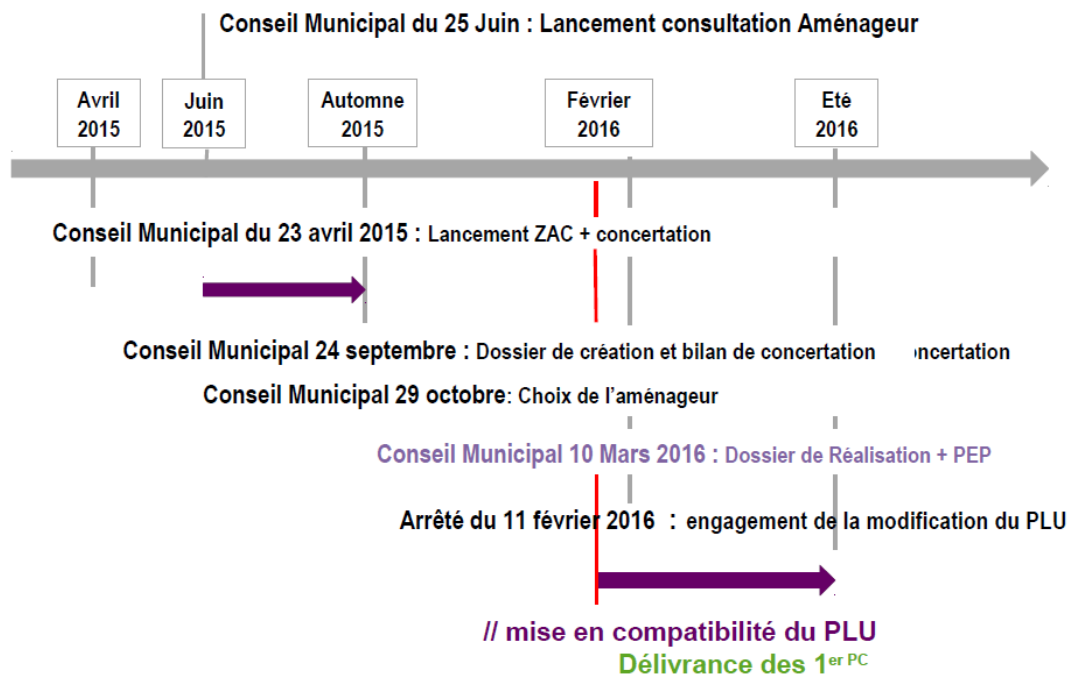 Conseil Municipal du 25 Juin : Lancement consultation Aménageur
Avril
2015
Juin
2015
Automne
2015
Février
2016
Eté
2016
Conseil Municipal du 23 avril 2015 : Lancement ZAC + concertation
Conseil Municipal 24 septembre : Dossier de création et bilan de concertation oncertation
Conseil Municipal 29 octobre: Choix de l'aménageur
Conseil Municipal 10 Mars 2016 : Dossier de Réalisation + PEP
Arrêté du 11 février 2016 : engagement de la modification du PLU
// mise en compatibilité du PLU
Délivrance des 1er PC